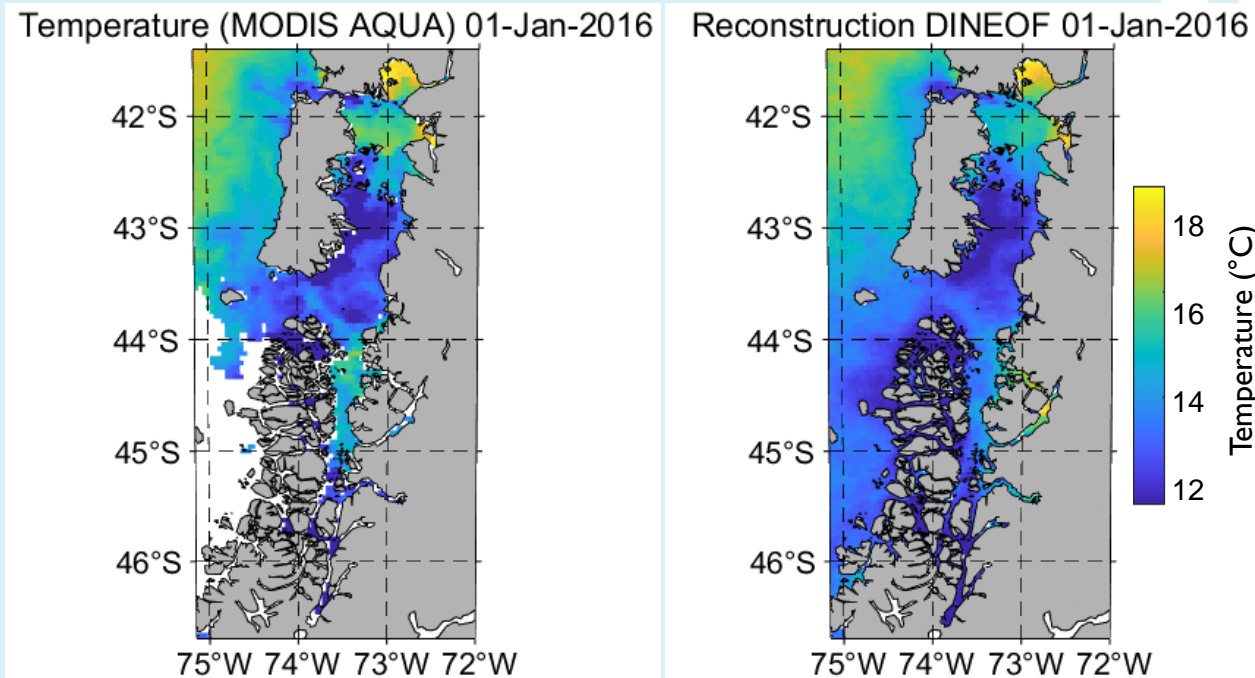 Temperature (MODIS AQUA) 01-Jan-2016
42°S
43°S
44°S
45°S
46°S
75°W 74°W 73°W 72°W
Reconstruction DINEOF 01-Jan-2016
42°S
43°S
44°S
45°S
46°S
75°W 74°W 73°W 72°W
18
16
14
12
Temperature (°C)